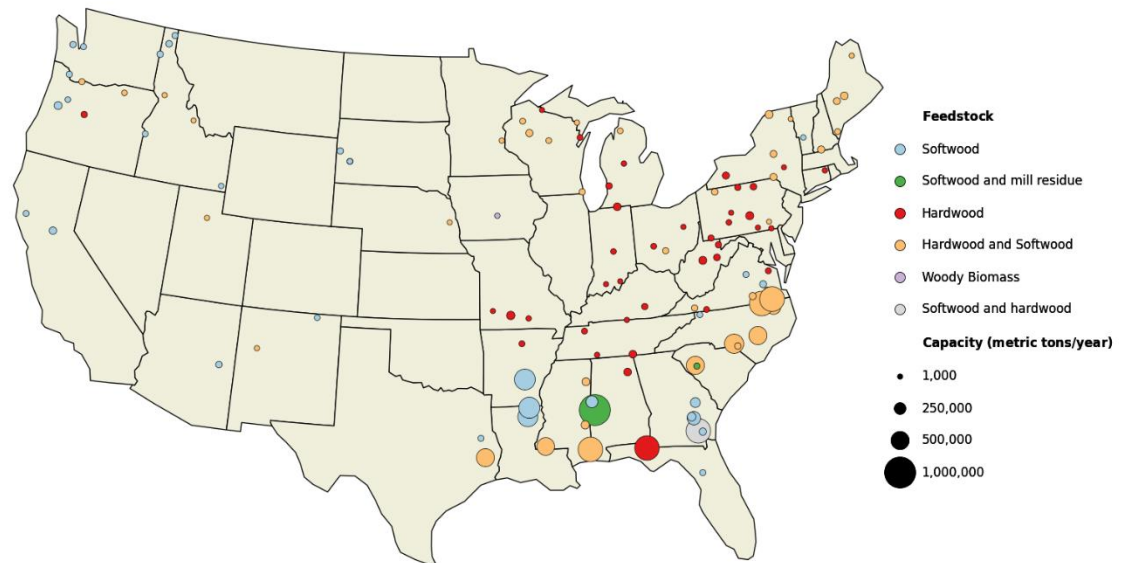 Feedstock
Softwood
Softwood and mill residue
Hardwood
Hardwood and Softwood
Woody Biomass
Softwood and hardwood
Capacity (metric tons/year)
1,000
250,000
500,000
1,000,000